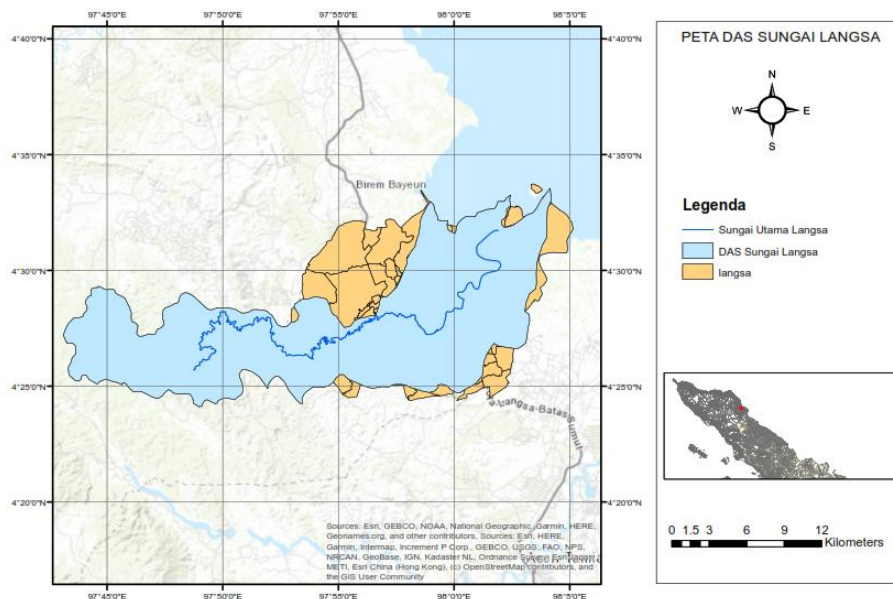 97°45'0"E 97°50'0"E 97°55'0"E 98°0'0"E 98°5'0"E
4°40'0"N 4°40'0"N
4°35'0"N 4°35'0"N
Birem Bayeun
4°30'0"N 4°30'0"N
4°25'0"N 4°25'0"N
Langsa-Batas Sumut
4°20'0"N 4°20'0"N
Sources: Esri, GEBCO, NOAA, National Geographic, Garmin, HERE,
Geonames.org, and other contributors, Sources: Esri, HERE,
Garmin, Intermap, increment P Corp., GEBCO, USGS, FAO, NPS,
NRCAN, GeoBase, IGN, Kadaster NL, Ordnance Survey, Esri Japan,
METI, Esri China (Hong Kong), (c) OpenStreetMap contributors, and
the GIS User Community
97°45'0"E 97°50'0"E 97°55'0"E 98°0'0"E 98°5'0"E
PETA DAS SUNGAI LANGSA
N
W E
S
Legenda
Sungai Utama Langsa
DAS Sungai Langsa
langsa
0 1.5 3 6 9 12
Kilometers